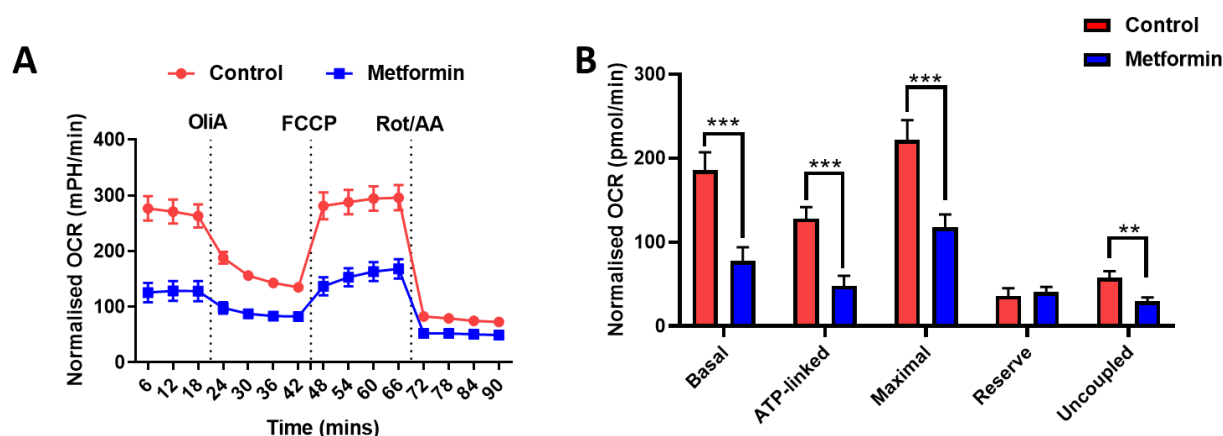 A
Control
Metformin
OliA
FCCP
Rot/AA
Normalised OCR (mPH/min)
400
300
200
100
0
6 12 18 24 30 36 42 48 54 60 66 72 78 84 90
Time (mins)
B
Control
Metformin
Normalised OCR (pmol/min)
300
200
100
0
***
***
***
**
Basal
ATP-linked
Maximal
Reserve
Uncoupled